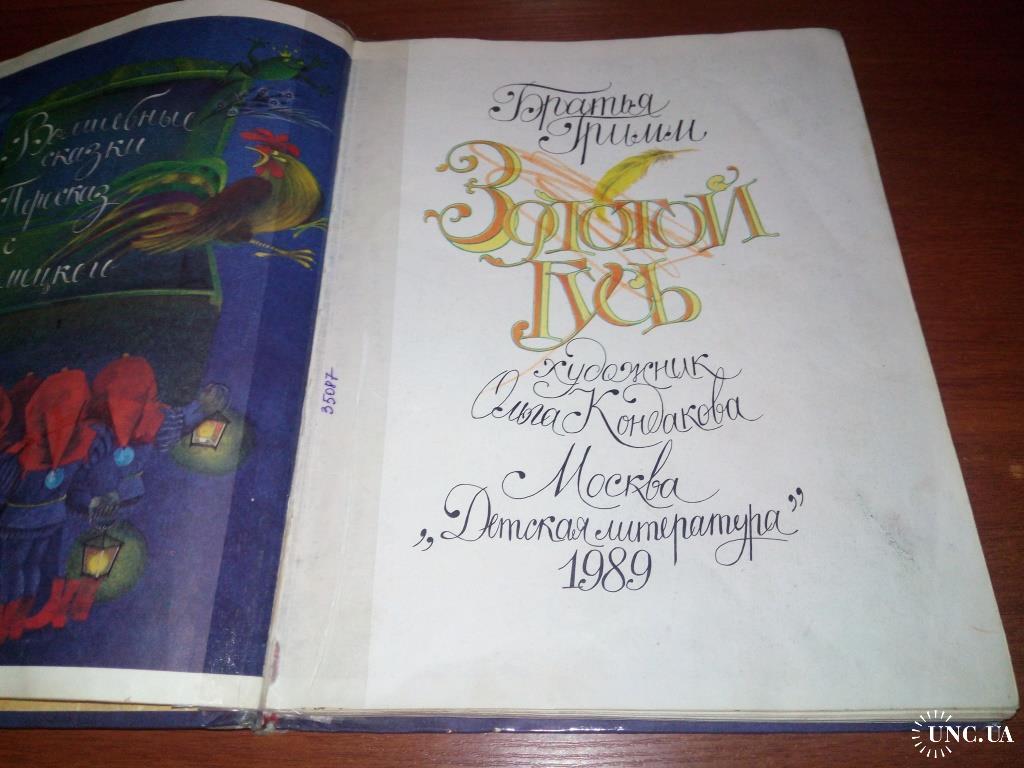 Волшебные
сказки
Пересказ
с
35087
Братья
Гримм
Золотой
Гусь
художник
Ольга Кондакова
Москва
„Детская литература”
1989
UNC.UA